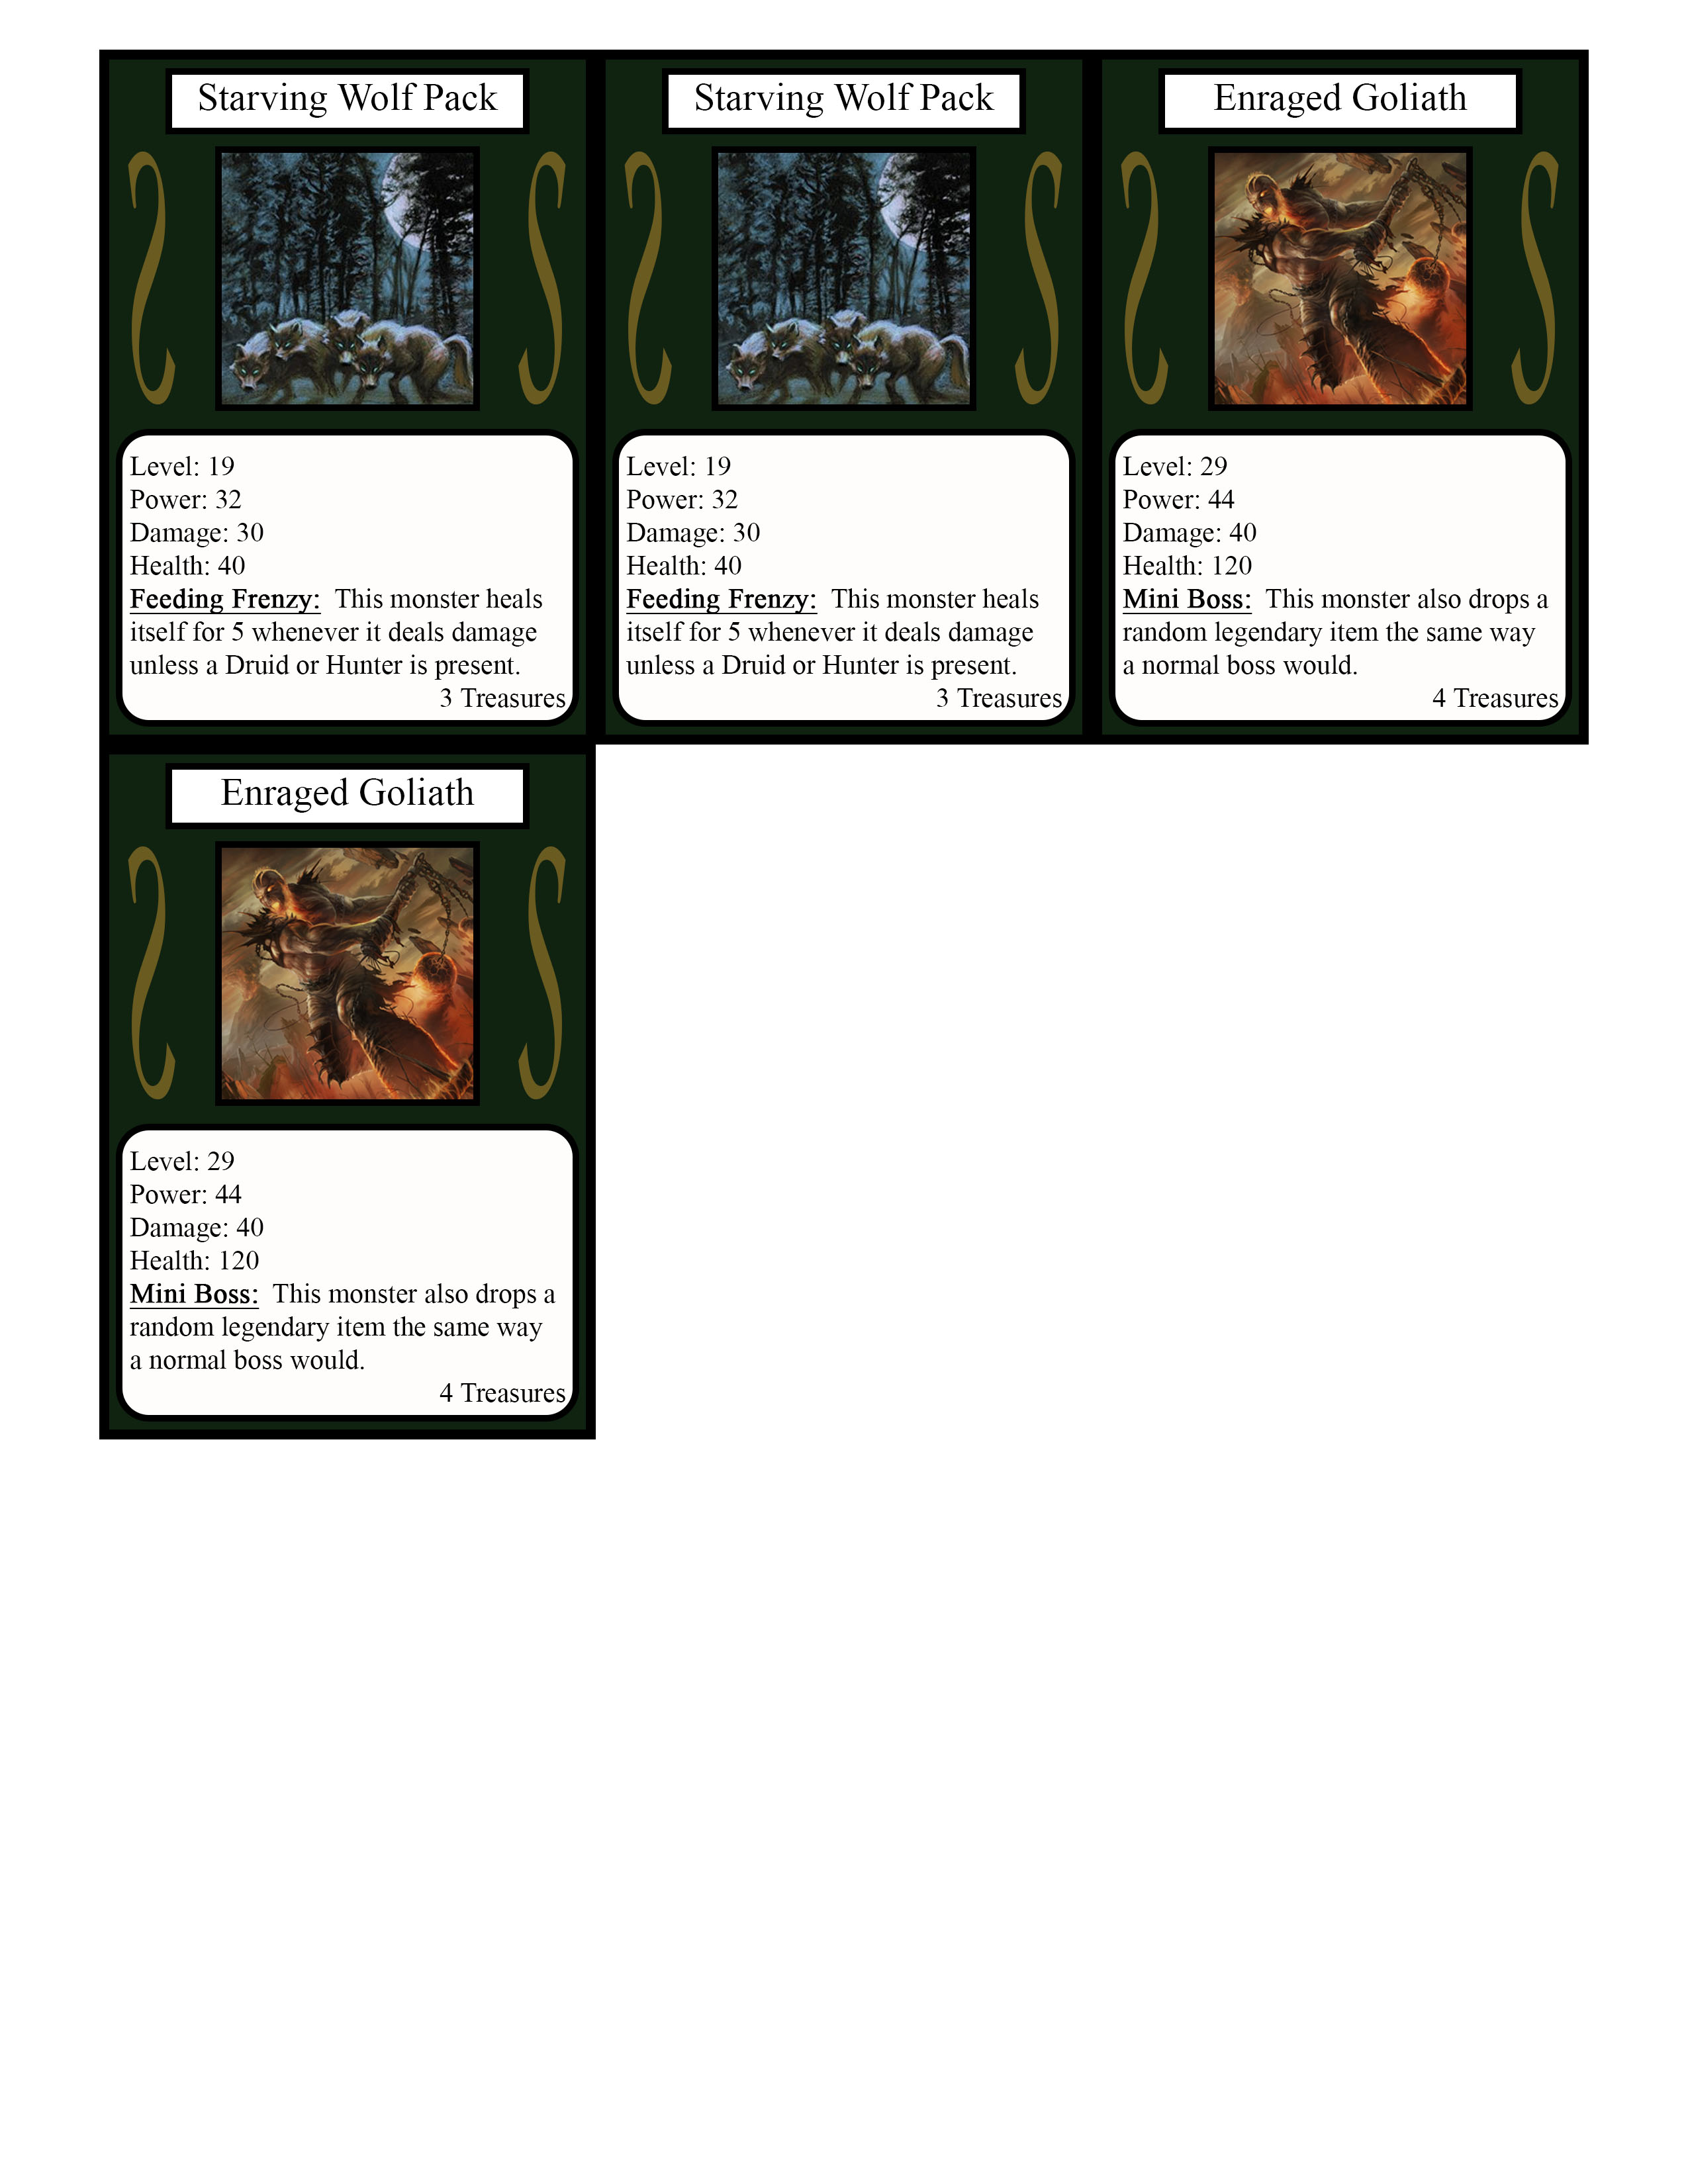 Starving Wolf Pack
Level: 19
Power: 32
Damage: 30
Health: 40
Feeding Frenzy: This monster heals
itself for 5 whenever it deals damage
unless a Druid or Hunter is present.
3 Treasures
Starving Wolf Pack
Level: 19
Power: 32
Damage: 30
Health: 40
Feeding Frenzy: This monster heals
itself for 5 whenever it deals damage
unless a Druid or Hunter is present.
3 Treasures
Enraged Goliath
Level: 29
Power: 44
Damage: 40
Health: 120
Mini Boss: This monster also drops a
random legendary item the same way
a normal boss would.
4 Treasures
Enraged Goliath
Level: 29
Power: 44
Damage: 40
Health: 120
Mini Boss: This monster also drops a
random legendary item the same way
a normal boss would.
4 Treasures